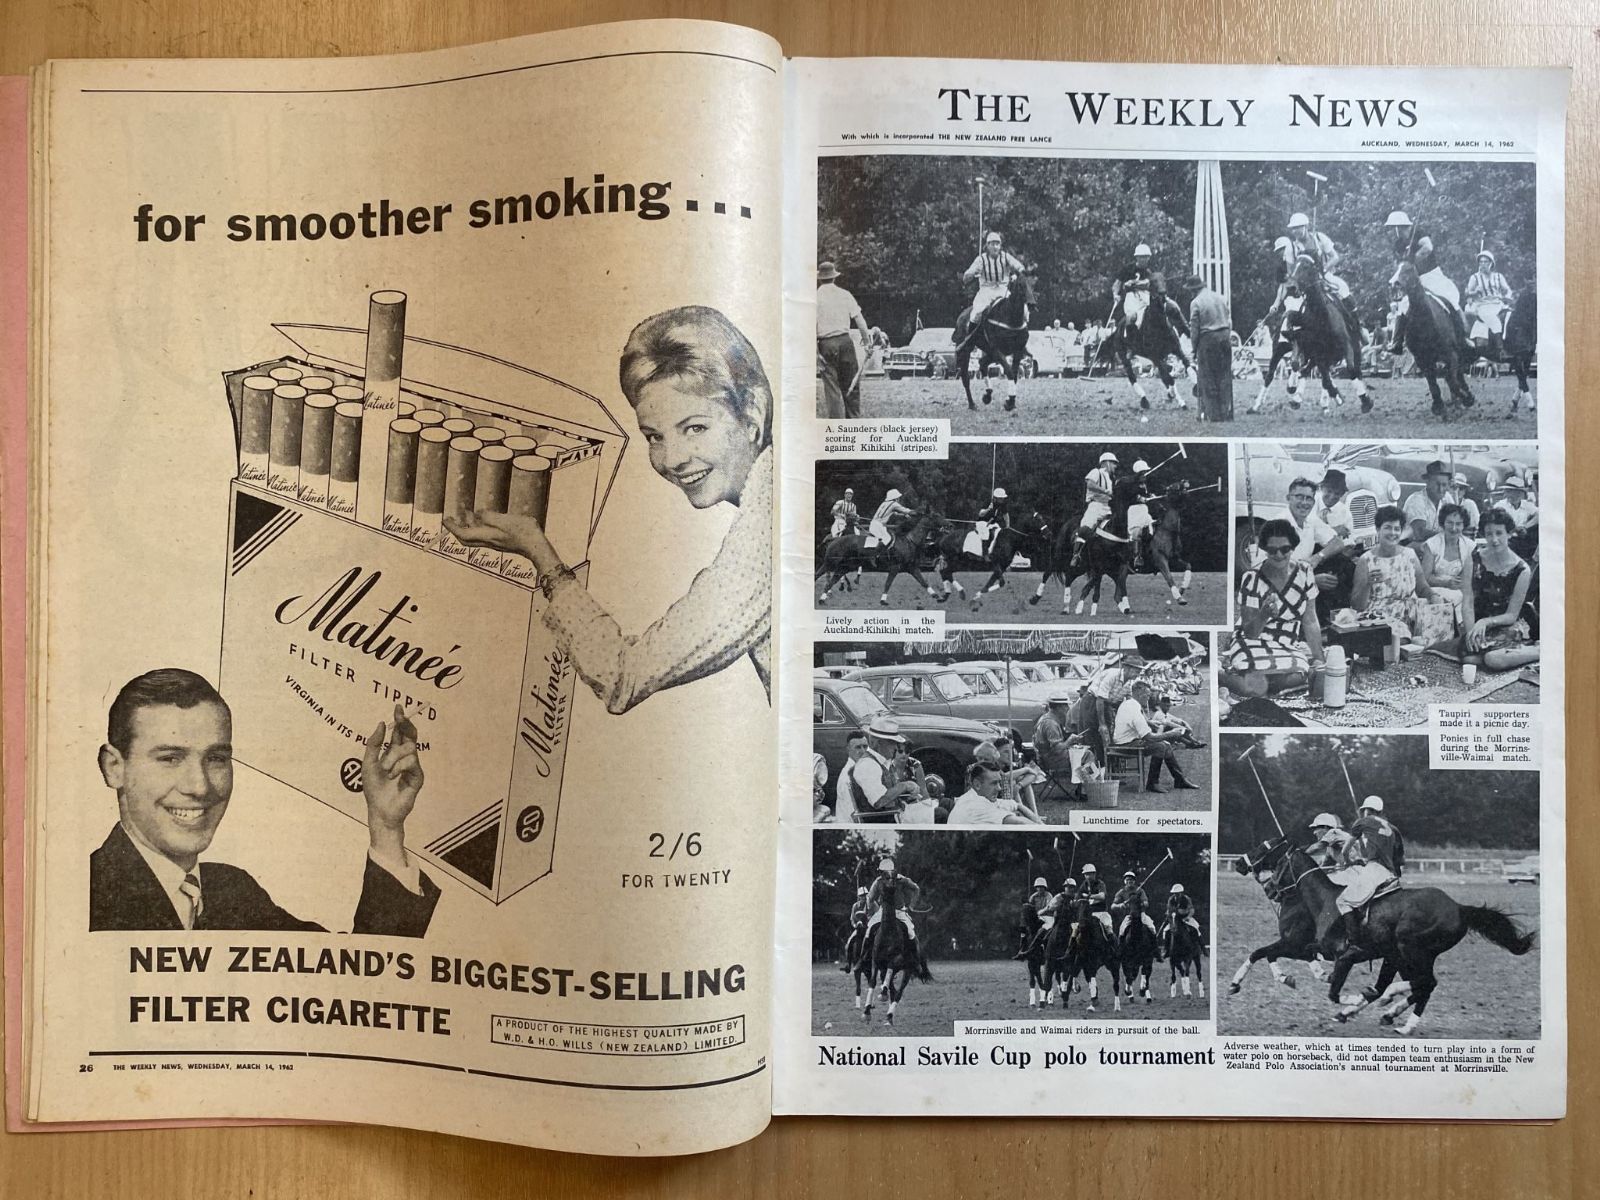 for smoother smoking...
Matinée
Matinée
Matinée
Matinée
Matinée
Matinée
Matinée
Matinée
Matinée
Matinée
FILTER TIPPED
VIRGINIA IN ITS
Matinée
FILTER
20
2/6
FOR TWENTY
NEW ZEALAND'S BIGGEST-SELLING
FILTER CIGARETTE
A PRODUCT OF THE HIGHEST QUALITY MADE BY
W.D. & H.O. WILLS (NEW ZEALAND) LIMITED.
26 THE WEEKLY NEWS, WEDNESDAY, MARCH 14, 1962
THE WEEKLY NEWS
With which is incorporated THE NEW ZEALAND FREE LANCE
AUCKLAND, WEDNESDAY, MARCH 14, 1962
A. Saunders (black jersey)
scoring for Auckland
against Kihikihi (stripes).
Lively action in the
Auckland-Kihikihi match.
Taupiri supporters
made it a picnic day.
Ponies in full chase
during the Morrins-
ville-Waimai match.
Lunchtime for spectators.
Morrinsville and Waimai riders in pursuit of the ball.
National Savile Cup polo tournament
Adverse weather, which at times tended to turn play into a form of
water polo on horseback, did not dampen team enthusiasm in the New
Zealand Polo Association's annual tournament at Morrinsville.